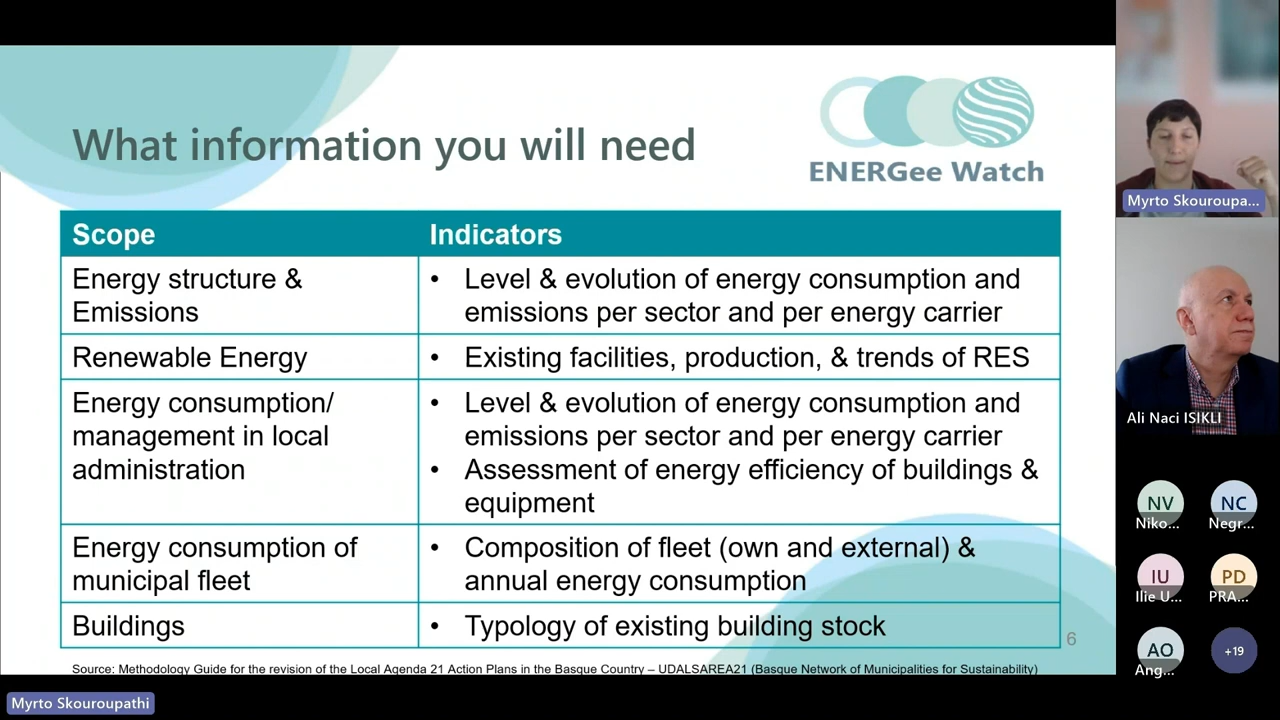 What information you will need
ENERGee Watch
Scope
Indicators
Energy structure &
Emissions
• Level & evolution of energy consumption and
emissions per sector and per energy carrier
Renewable Energy
• Existing facilities, production, & trends of RES
Energy consumption/
management in local
administration
• Level & evolution of energy consumption and
emissions per sector and per energy carrier
• Assessment of energy efficiency of buildings &
equipment
Energy consumption of
municipal fleet
• Composition of fleet (own and external) &
annual energy consumption
Buildings
• Typology of existing building stock
6
Source: Methodology Guide for the revision of the Local Agenda 21 Action Plans in the Basque Country – UDALSAREA21 (Basque Network of Municipalities for Sustainability)
Myrto Skouroupathi
Myrto Skouroupa...
Ali Naci ISIKLI
NV
Niko...
NC
Negr...
IU
Ilie U...
PD
PRA...
AO
Ang...
+19